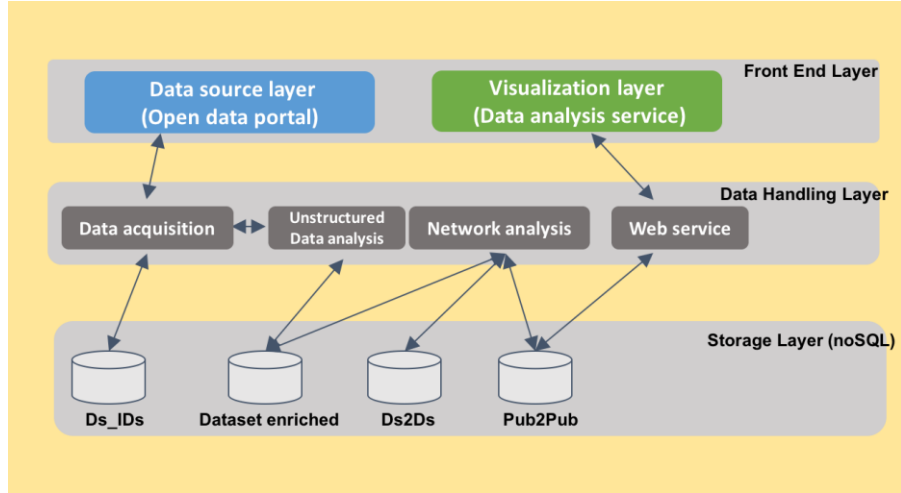 Front End Layer
Data source layer
(Open data portal)
Visualization layer
(Data analysis service)
Data Handling Layer
Data acquisition
Unstructured
Data analysis
Network analysis
Web service
Storage Layer (noSQL)
Ds_IDs
Dataset enriched
Ds2Ds
Pub2Pub